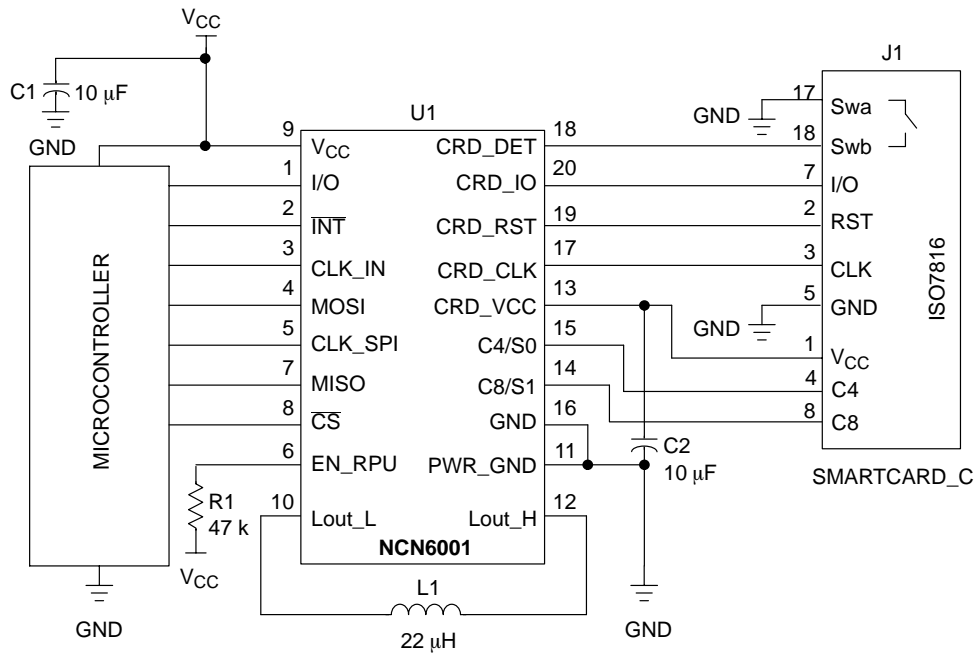 VCC
C1
10 μF
GND
MICROCONTROLLER
GND
U1
9
VCC
1
I/O
2
INT
3
CLK_IN
4
MOSI
5
CLK_SPI
7
MISO
8
CS
6
EN_RPU
10
Lout_L
R1
47 k
VCC
CRD_DET
18
CRD_IO
20
CRD_RST
19
CRD_CLK
17
CRD_VCC
13
C4/S0
15
C8/S1
14
GND
16
PWR_GND
11
Lout_H
12
NCN6001
L1
22 μH
C2
10 μF
GND
J1
GND
17
Swa
18
Swb
7
I/O
2
RST
3
CLK
GND
5
GND
1
VCC
4
C4
8
C8
ISO7816
SMARTCARD_C